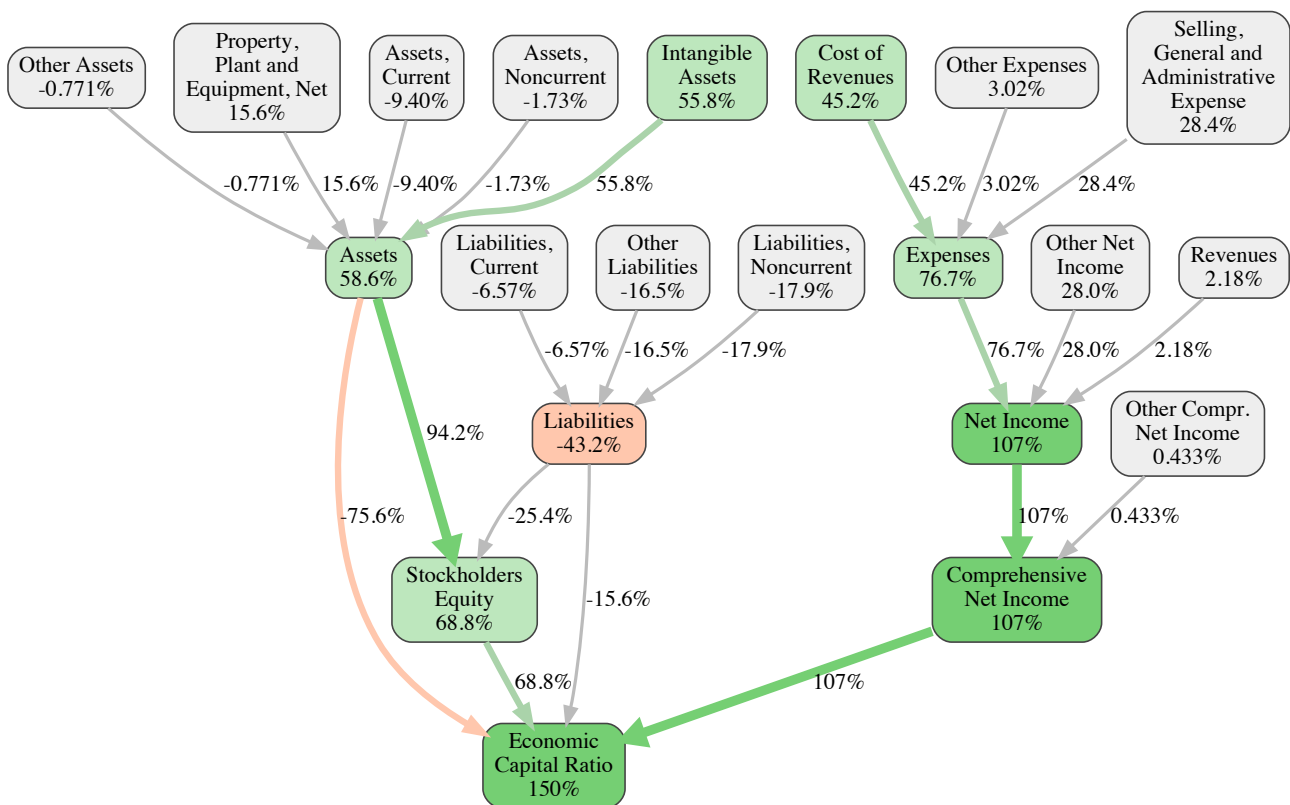 Other Assets
-0.771%
Property,
Plant and
Equipment, Net
15.6%
Assets,
Current
-9.40%
Assets,
Noncurrent
-1.73%
Intangible
Assets
55.8%
Cost of
Revenues
45.2%
Other Expenses
3.02%
Selling,
General and
Administrative
Expense
28.4%
-0.771%
15.6%
-9.40%
-1.73%
55.8%
45.2%
3.02%
28.4%
Assets
58.6%
Liabilities,
Current
-6.57%
Other
Liabilities
-16.5%
Liabilities,
Noncurrent
-17.9%
Expenses
76.7%
Other Net
Income
28.0%
Revenues
2.18%
-6.57%
-16.5%
-17.9%
76.7%
28.0%
2.18%
94.2%
Liabilities
-43.2%
Net Income
107%
Other Compr.
Net Income
0.433%
-75.6%
-25.4%
107%
0.433%
Stockholders
Equity
68.8%
-15.6%
Comprehensive
Net Income
107%
68.8%
107%
Economic
Capital Ratio
150%